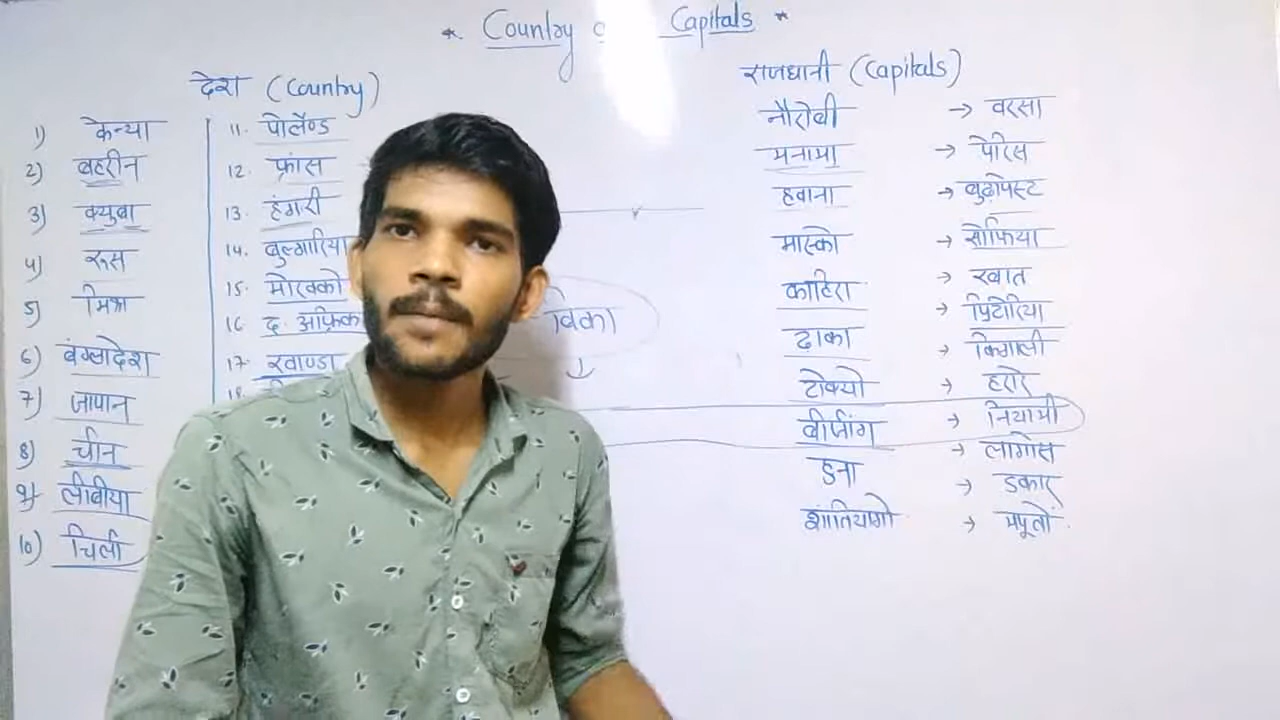 * Country Capitals *
देश (Country)
1) केन्या
2) बहरीन
3) क्युबा
4) रूस
5) मिश्र
6) बंग्लादेश
7) जापान
8) चीन
9) लीबीया
10) चिली
11. पोलैण्ड
12. फ्रांस
13. हंगरी
14. बुल्गारिया
15. मोरक्को
16. द. अफ्रिक
17. रवाण्डा
18.
राजधानी (Capitals)
नौरोबी
मनामा
हवाना
मास्को
काहिरा
ढाका
टोक्यो
बीजींग
हुना
शांतियागो
→ वरसा
→ पेरिस
→ बुढ़ापेस्ट
→ सोफिया
→ रबात
→ प्रिटोरिया
→ किगाली
→ हरारे
→ नियामी
→ लागोस
→ डकार
→ मपूतो